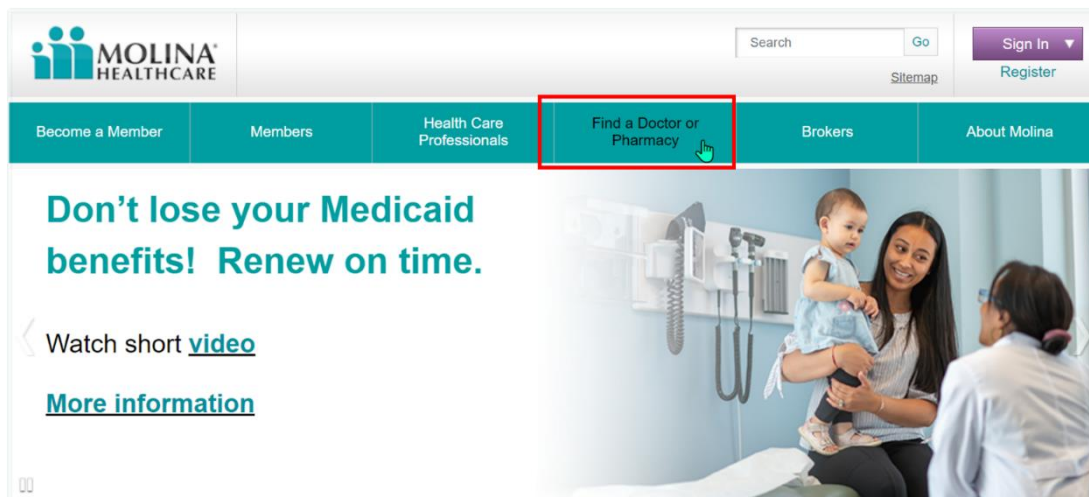 MOLINA
HEALTHCARE
Search
Go
Sitemap
Sign In ▼
Register
Become a Member
Members
Health Care
Professionals
Find a Doctor or
Pharmacy
Brokers
About Molina
Don’t lose your Medicaid
benefits!  Renew on time.
Watch short video
More information